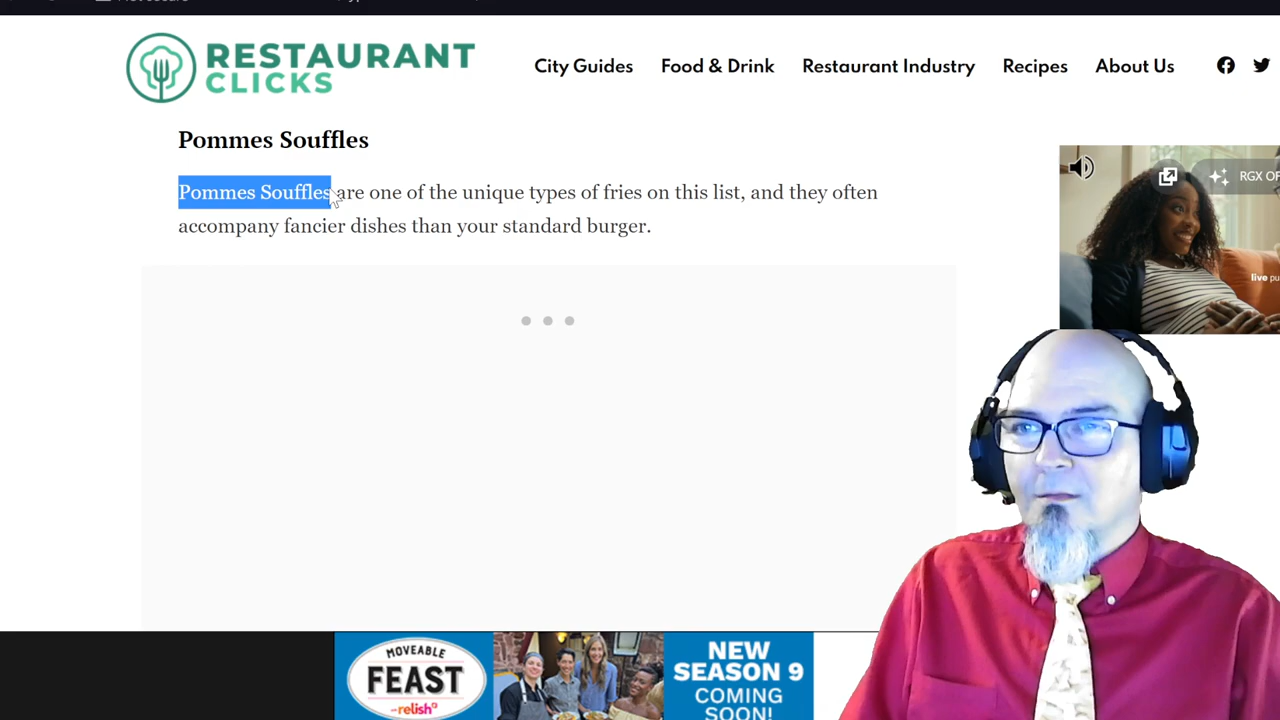 RESTAURANT
CLICKS
City Guides
Food & Drink
Restaurant Industry
Recipes
About Us
Pommes Souffles
Pommes Souffles are one of the unique types of fries on this list, and they often
accompany fancier dishes than your standard burger.
RGX OF
live pu
MOVEABLE
FEAST
relish
NEW
SEASON 9
COMING
SOON!